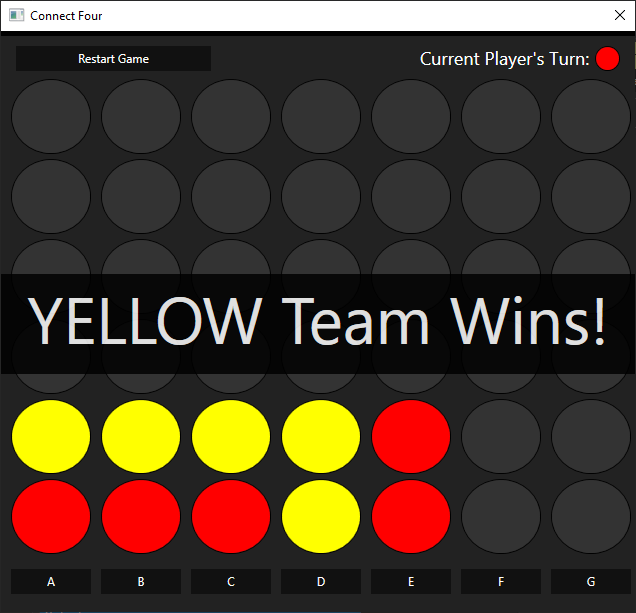 Connect Four
Restart Game
Current Player's Turn:
YELLOW Team Wins!
A B C D E F G